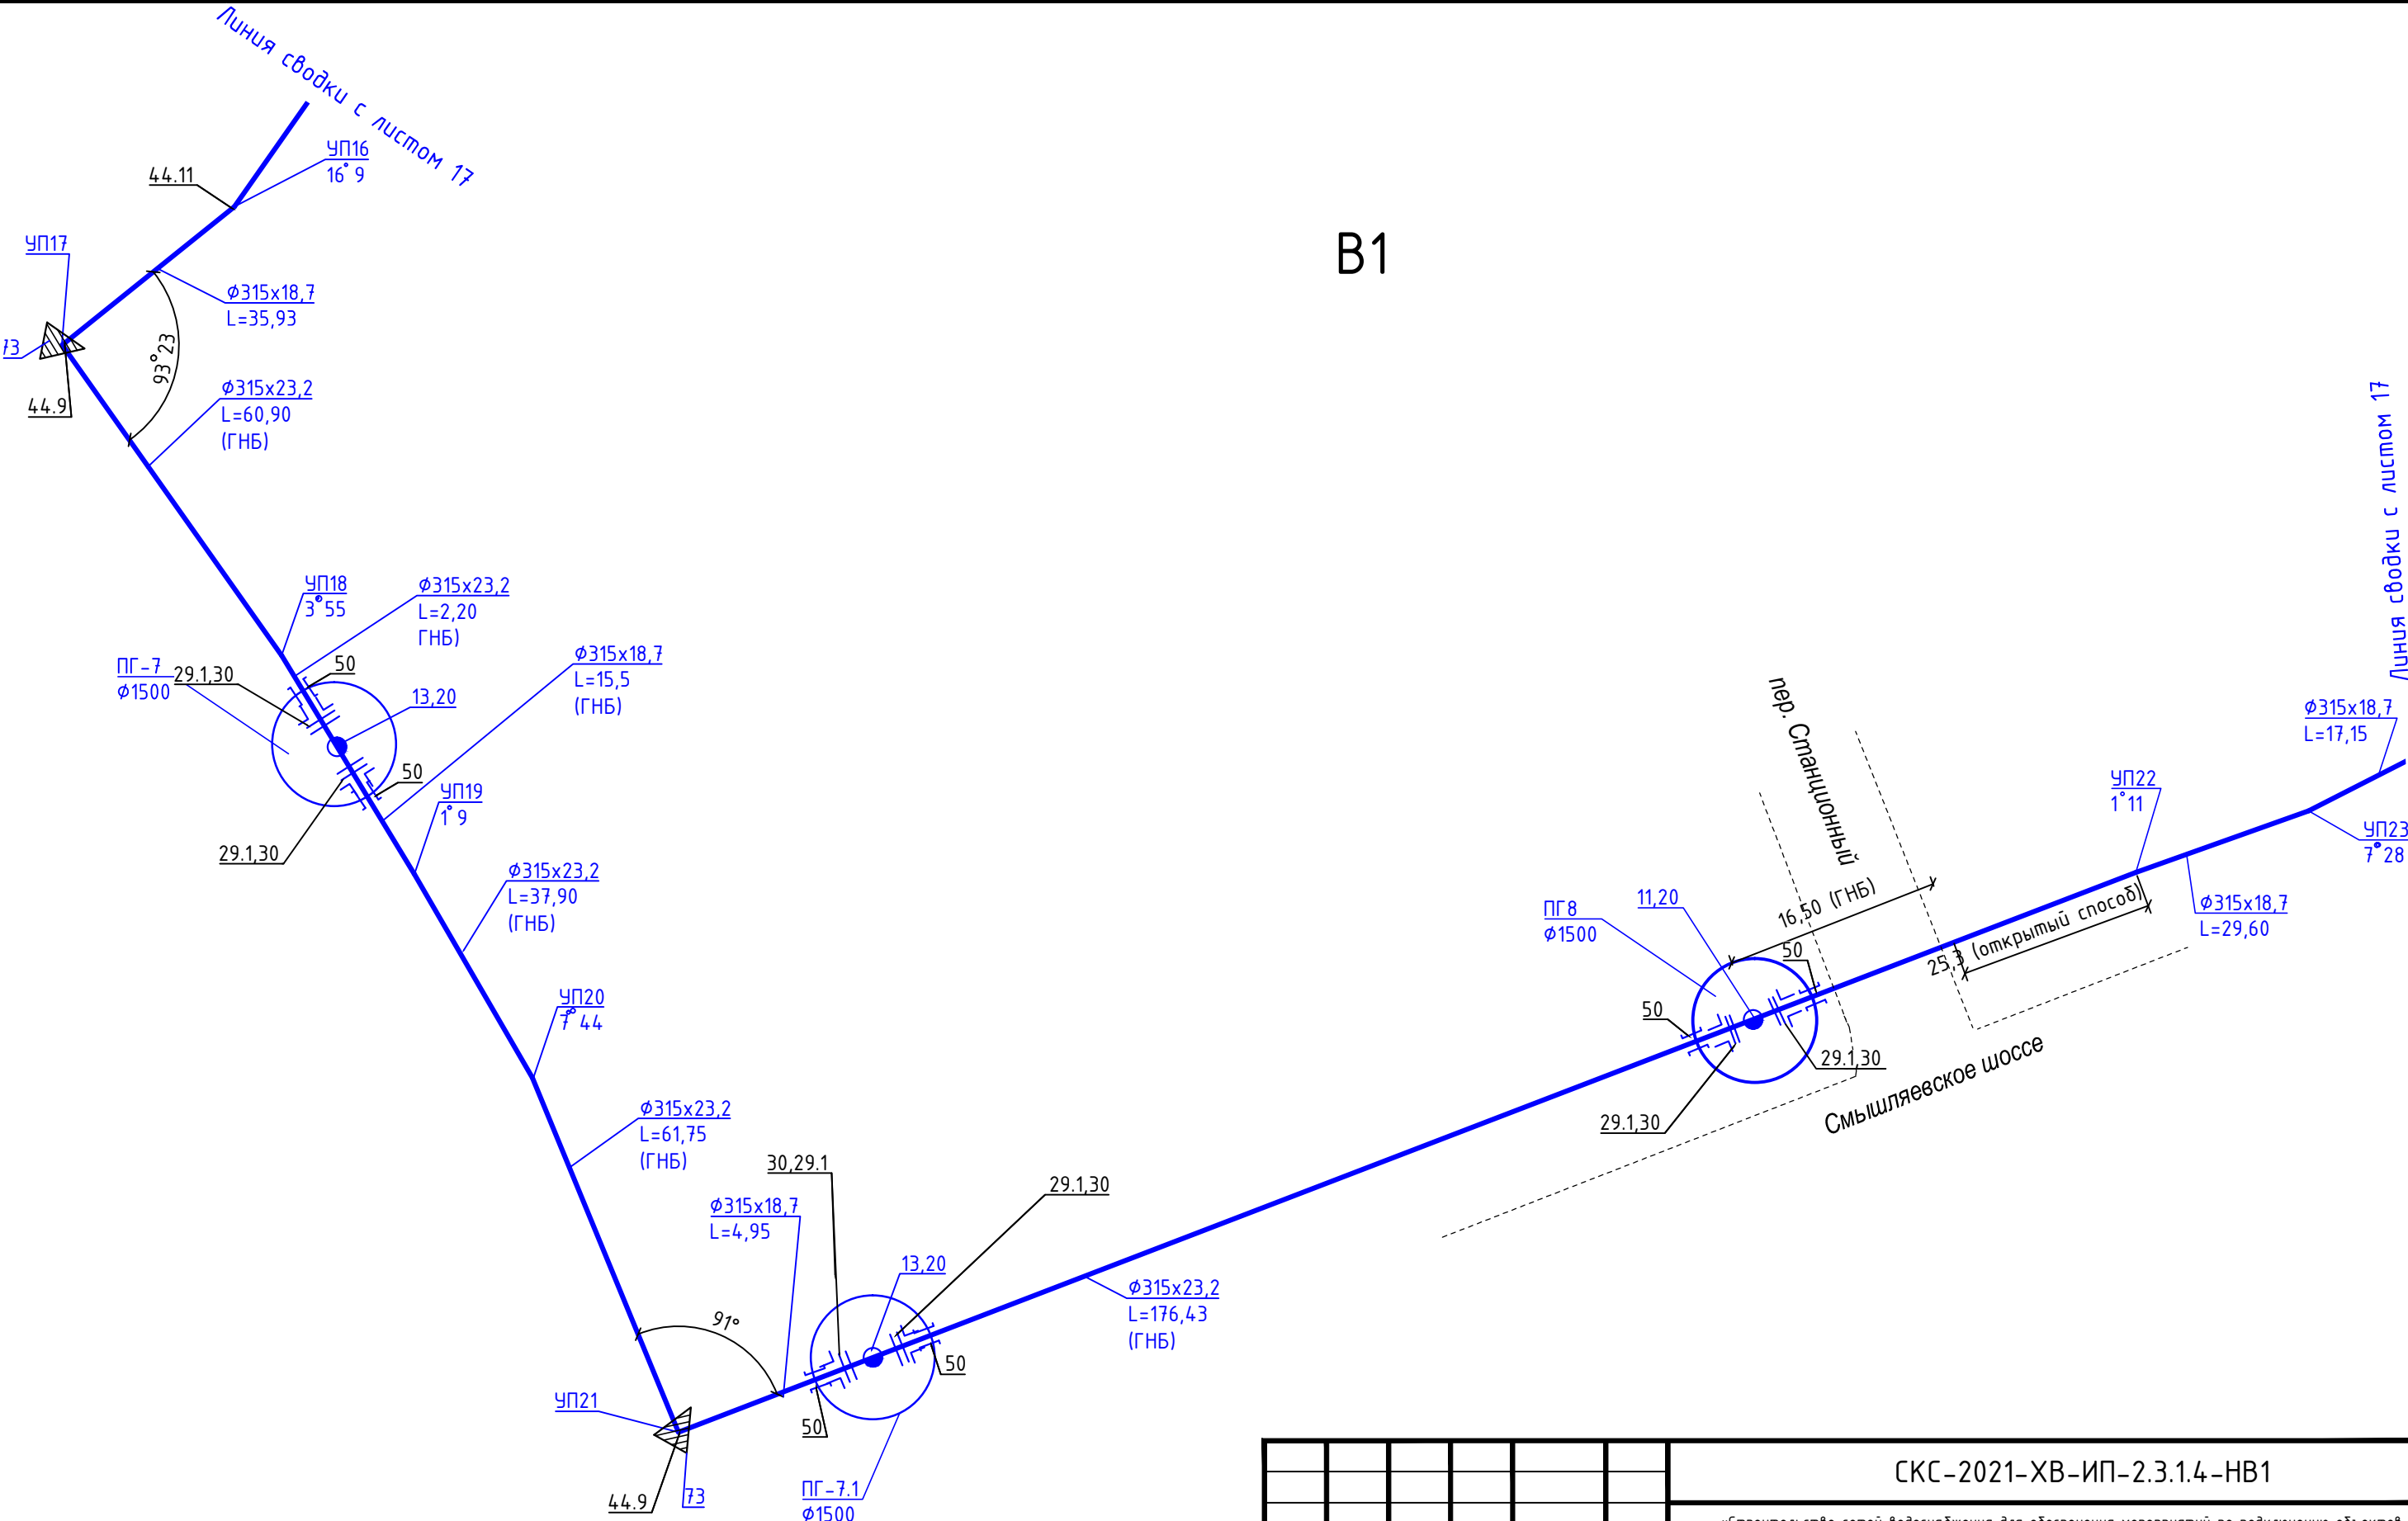 Линия сводки с листом 17
УП16
16°9
44.11
УП17
Ф315х18,7
L=35,93
93°23
73
44.9
Ф315х23,2
L=60,90
(ГНБ)
В1
УП18
3°55
Ф315х23,2
L=2,20
ГНБ)
ПГ-7
Ф1500
29.1,30
50
13,20
Ф315х18,7
L=15,5
(ГНБ)
50
УП19
1°9
29.1,30
Ф315х23,2
L=37,90
(ГНБ)
УП20
7°44
Ф315х23,2
L=61,75
(ГНБ)
30,29.1
29.1,30
Ф315х18,7
L=4,95
13,20
91°
50
50
УП21
44.9
73
ПГ-7.1
Ф1500
Ф315х23,2
L=176,43
(ГНБ)
ПГ8
Ф1500
11,20
пер. Станционный
16,50 (ГНБ)
50
50
29.1,30
29.1,30
Смышляевское шоссе
25,3 (открытый способ)
УП22
1°11
Ф315х18,7
L=29,60
УП23
7°28
Ф315х18,7
L=17,15
Линия сводки с листом 17
СКС-2021-ХВ-ИП-2.3.1.4-НВ1